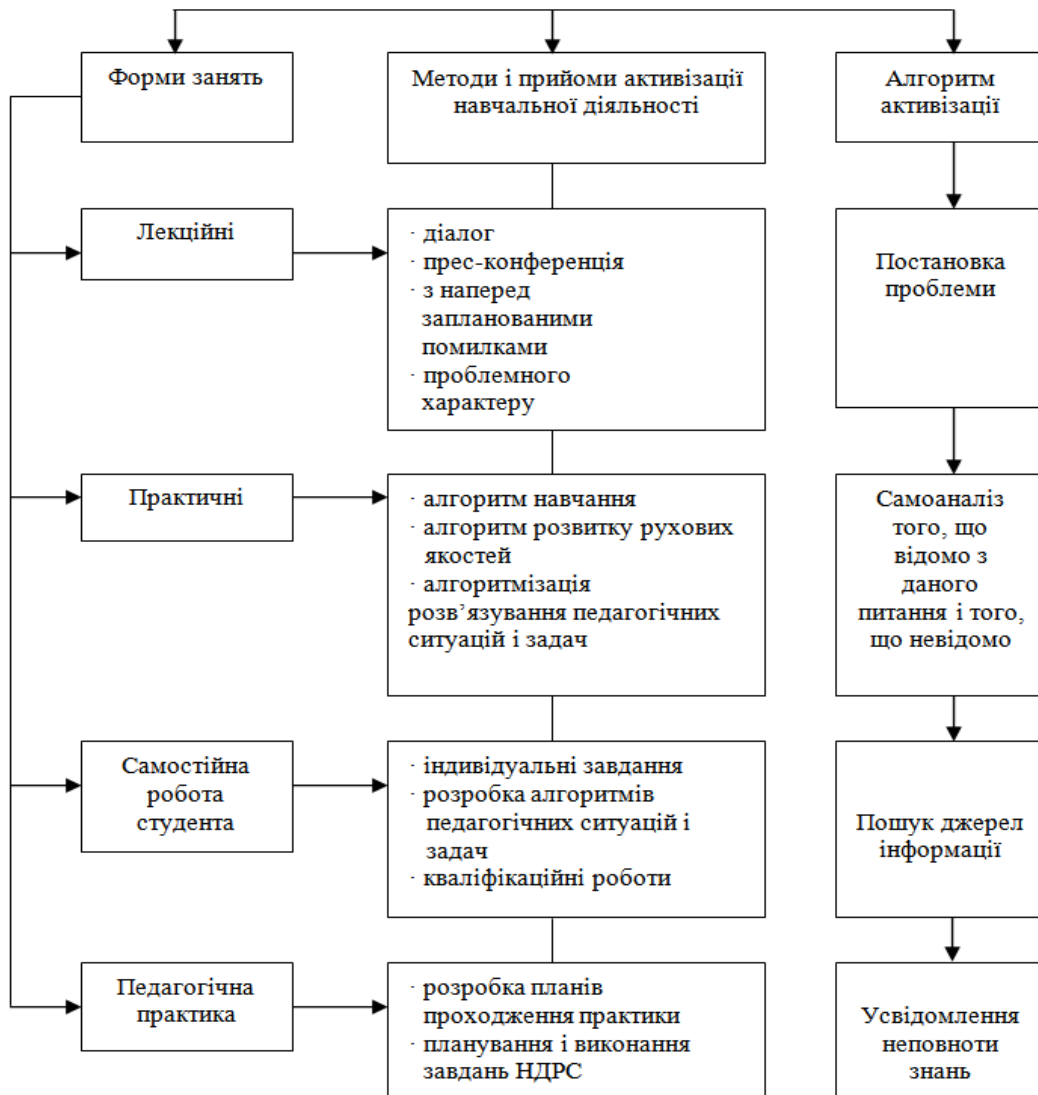 Форми занять
Методи і прийоми активізації
навчальної діяльності
Алгоритм
активізації
Лекційні
· діалог
· прес-конференція
· з наперед
запланованими
помилками
· проблемного
характеру
Постановка
проблеми
Практичні
· алгоритм навчання
· алгоритм розвитку рухових
якостей
· алгоритмізація
розв’язування педагогічних
ситуацій і задач
Самоаналіз
того, що
відомо з
даного
питання і того,
що невідомо
Самостійна
робота
студента
· індивідуальні завдання
· розробка алгоритмів
педагогічних ситуацій і
задач
· кваліфікаційні роботи
Пошук джерел
інформації
Педагогічна
практика
· розробка планів
проходження практики
· планування і виконання
завдань НДРС
Усвідомлення
неповноти
знань